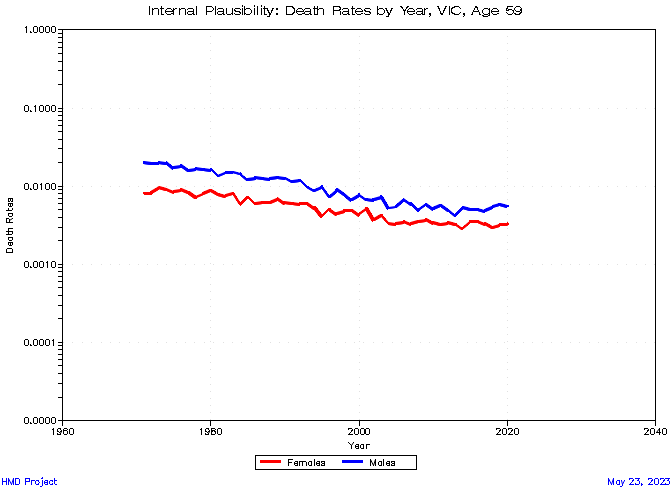 Internal Plausibility: Death Rates by Year, VIC, Age 59
1.0000
0.1000
0.0100
0.0010
0.0001
0.0000
Death Rates
1960
1980
2000
2020
2040
Year
Females
Males
HMD Project
May 23, 2023